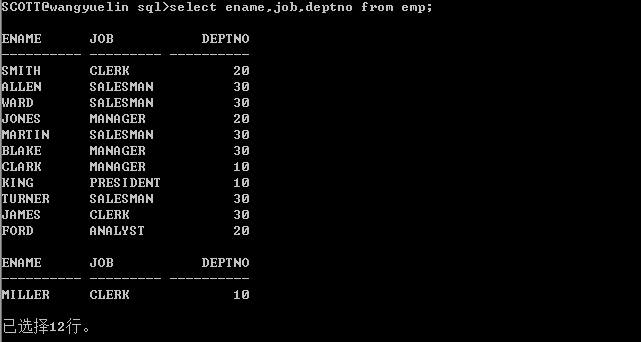 SCOTT@wangyuelin sql>select ename,job,deptno from emp;
ENAME JOB DEPTNO
---------- --------- ----------
SMITH CLERK 20
ALLEN SALESMAN 30
WARD SALESMAN 30
JONES MANAGER 20
MARTIN SALESMAN 30
BLAKE MANAGER 30
CLARK MANAGER 10
KING PRESIDENT 10
TURNER SALESMAN 30
JAMES CLERK 30
FORD ANALYST 20
ENAME JOB DEPTNO
---------- --------- ----------
MILLER CLERK 10
已选择12行。